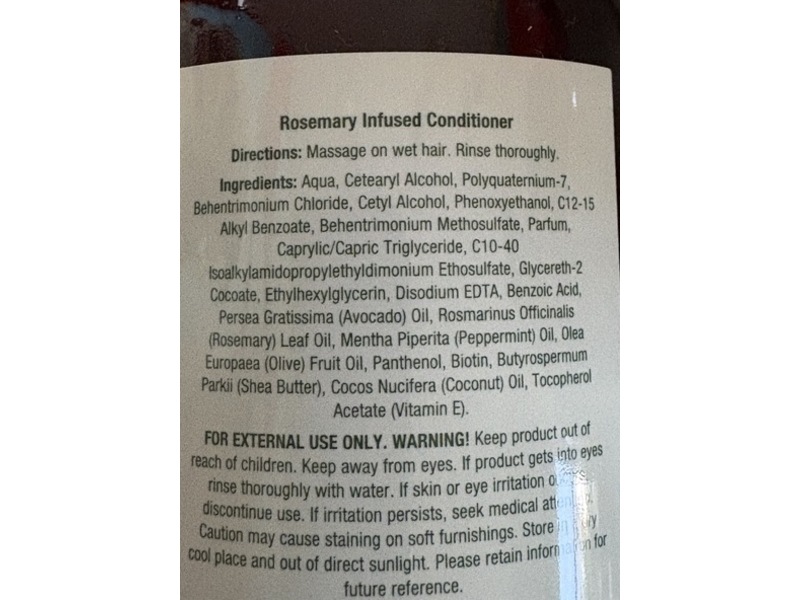 Rosemary Infused Conditioner
Directions: Massage on wet hair. Rinse thoroughly.
Ingredients: Aqua, Cetearyl Alcohol, Polyquaternium-7,
Behentrimonium Chloride, Cetyl Alcohol, Phenoxyethanol, C12-15
Alkyl Benzoate, Behentrimonium Methosulfate, Parfum,
Caprylic/Capric Triglyceride, C10-40
Isoalkylamidopropylethyldimonium Ethosulfate, Glycereth-2
Cocoate, Ethylhexylglycerin, Disodium EDTA, Benzoic Acid,
Persea Gratissima (Avocado) Oil, Rosmarinus Officinalis
(Rosemary) Leaf Oil, Mentha Piperita (Peppermint) Oil, Olea
Europaea (Olive) Fruit Oil, Panthenol, Biotin, Butyrospermum
Parkii (Shea Butter), Cocos Nucifera (Coconut) Oil, Tocopherol
Acetate (Vitamin E).
FOR EXTERNAL USE ONLY. WARNING! Keep product out of
reach of children. Keep away from eyes. If product gets into eyes
rinse thoroughly with water. If skin or eye irritation
discontinue use. If irritation persists, seek medical
Caution may cause staining on soft furnishings. Store
cool place and out of direct sunlight. Please retain information for
future reference.